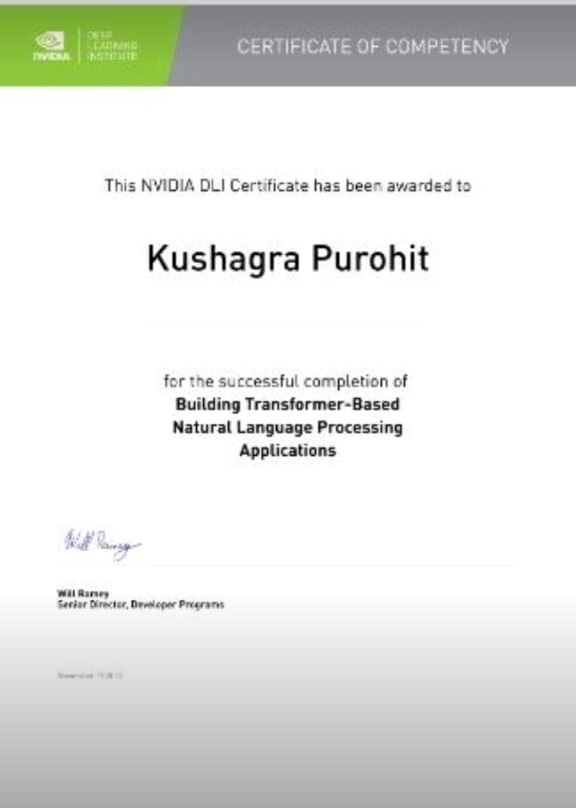 NVIDIA
DEEP
LEARNING
INSTITUTE
CERTIFICATE OF COMPETENCY
This NVIDIA DLI Certificate has been awarded to
Kushagra Purohit
for the successful completion of
Building Transformer-Based
Natural Language Processing
Applications
Will Ramey
Will Ramey
Senior Director, Developer Programs